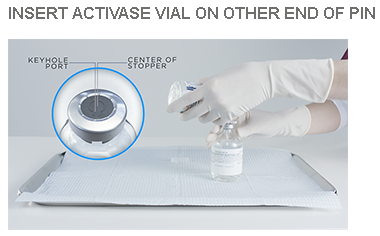 INSERT ACTIVASE VIAL ON OTHER END OF PIN
KEYHOLE PORT
CENTER OF STOPPER